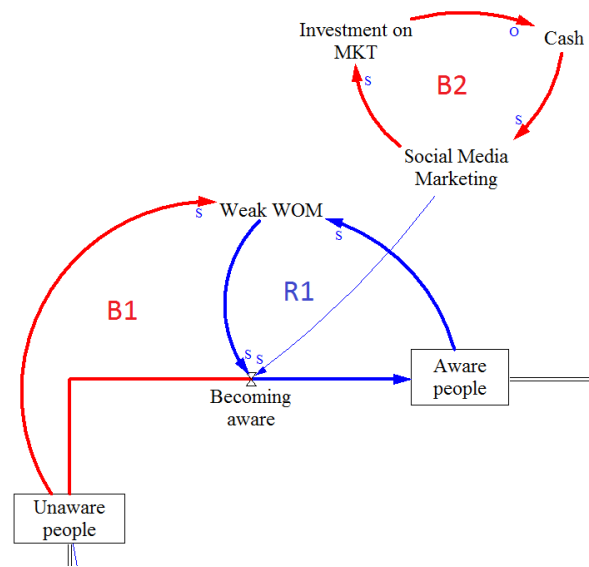 Investment on
MKT
o
Cash
s
B2
s
Social Media
Marketing
s
Weak WOM
s
B1
R1
s
s
Becoming
aware
Aware
people
Unaware
people